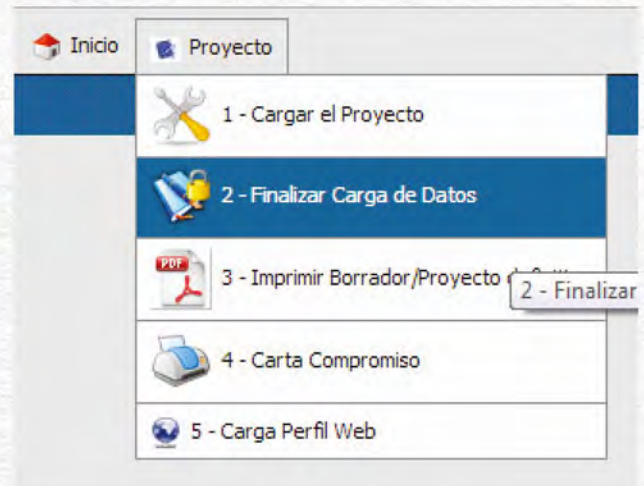 Inicio
Proyecto
1 - Cargar el Proyecto
2 - Finalizar Carga de Datos
PDF
3 - Imprimir Borrador/Proyecto
2 - Finalizar
4 - Carta Compromiso
5 - Carga Perfil Web